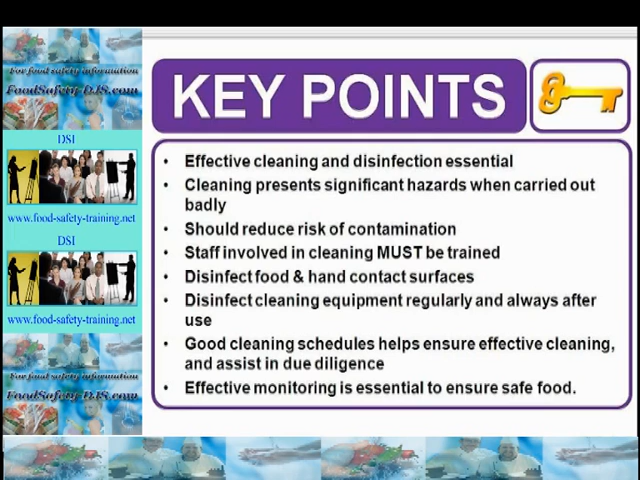 For food safety information
FoodSafety-DJS.com
DSI
www.food-safety-training.net
DSI
www.food-safety-training.net
For food safety information
FoodSafety-DJS.com
KEY POINTS
• Effective cleaning and disinfection essential
• Cleaning presents significant hazards when carried out
badly
• Should reduce risk of contamination
• Staff involved in cleaning MUST be trained
• Disinfect food & hand contact surfaces
• Disinfect cleaning equipment regularly and always after
use
• Good cleaning schedules helps ensure effective cleaning,
and assist in due diligence
• Effective monitoring is essential to ensure safe food.